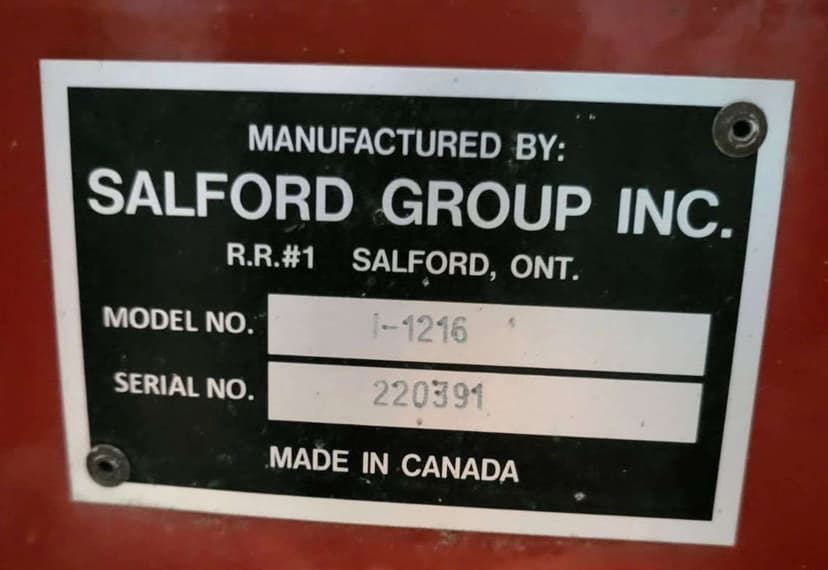 MANUFACTURED BY:
SALFORD GROUP INC.
R.R.#1 SALFORD, ONT.
MODEL NO. I-1216
SERIAL NO. 220391
MADE IN CANADA